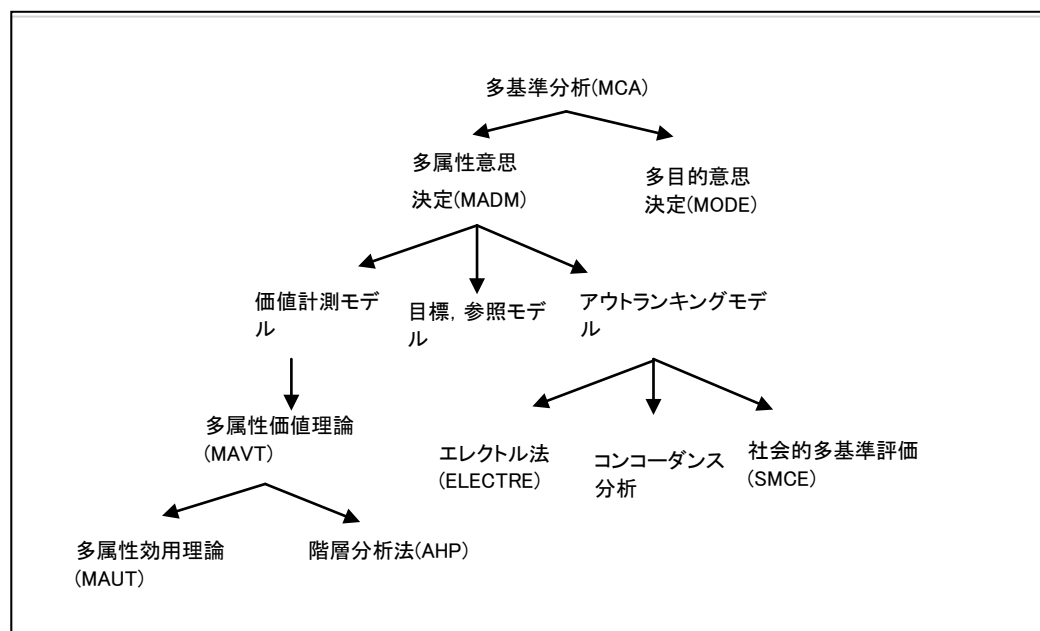 多基準分析(MCA)
多属性意思
決定(MADM)
多目的意思
決定(MODE)
価値計測モデ
ル
目標, 参照モデ
ル
アウトランキングモデ
ル
多属性価値理論
(MAVT)
エレクトル法
(ELECTRE)
コンコーダンス
分析
社会的多基準評価
(SMCE)
多属性効用理論
(MAUT)
階層分析法(AHP)